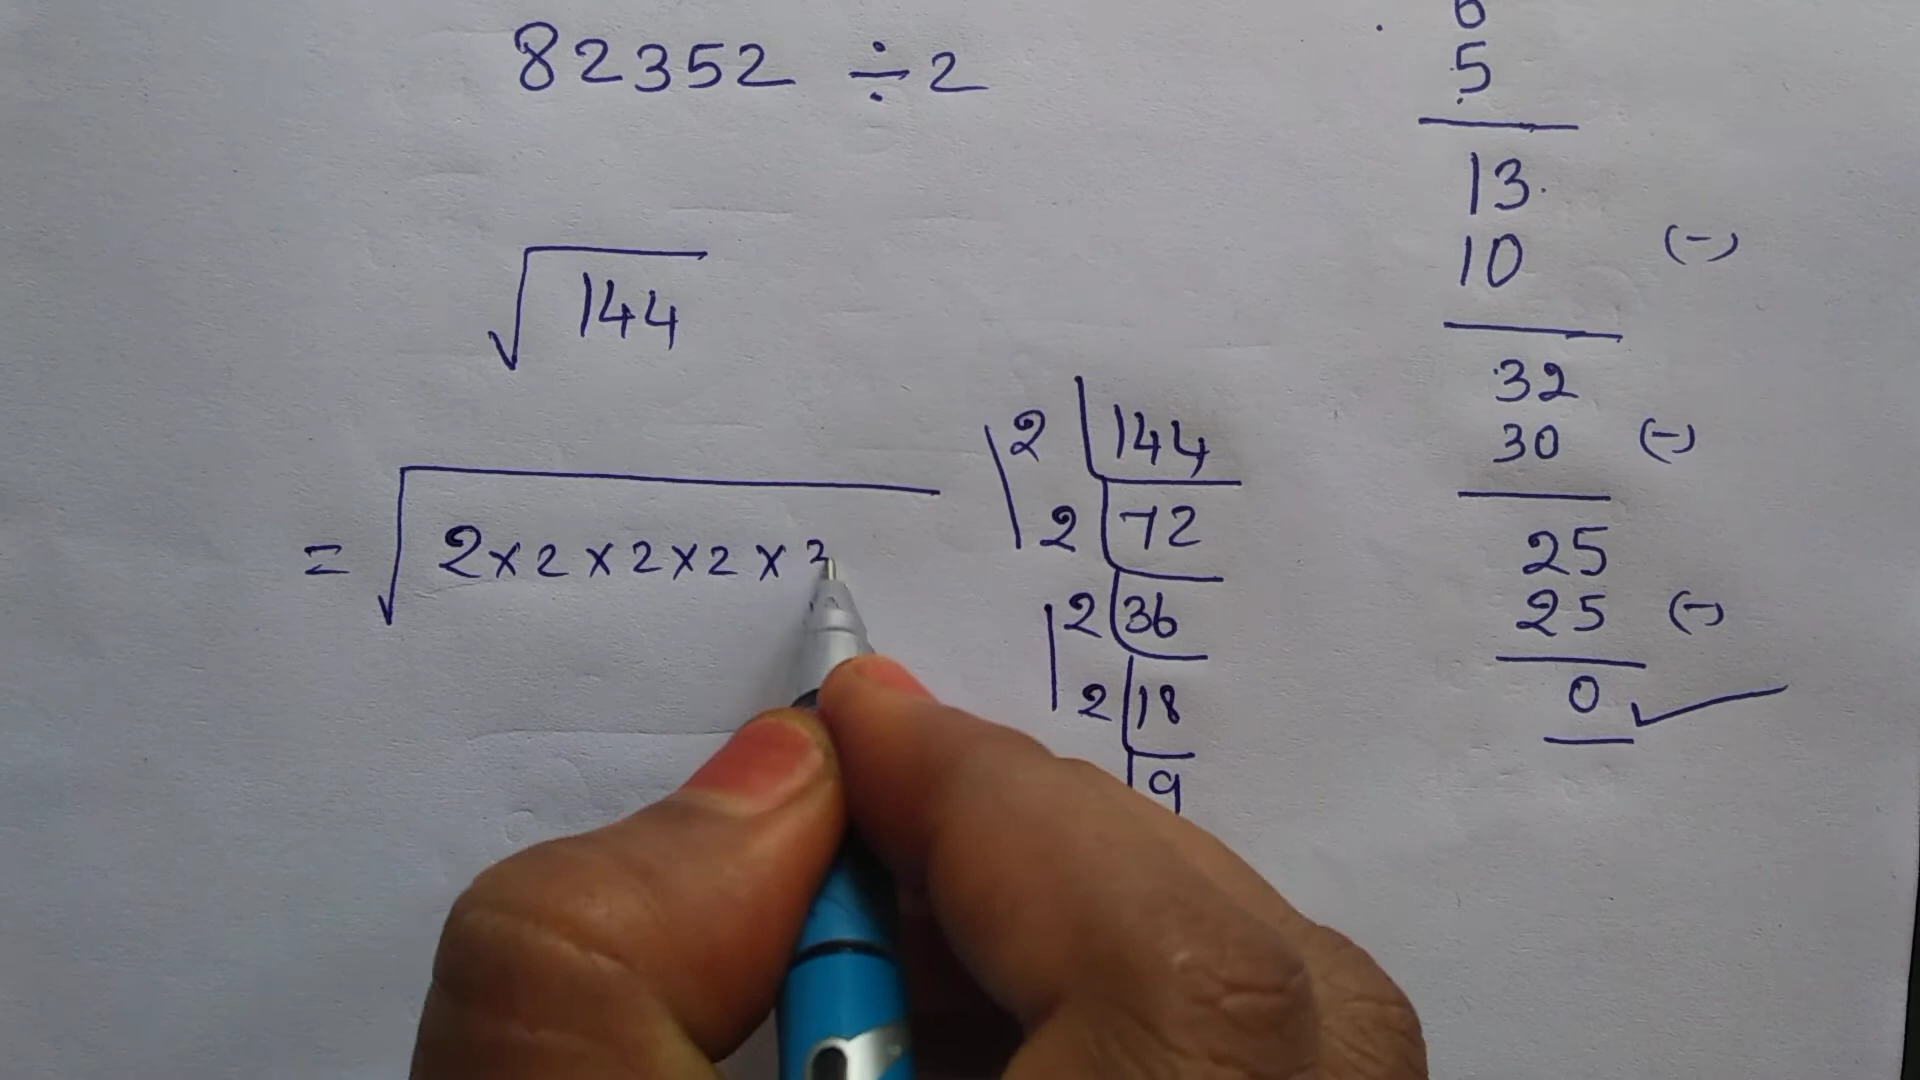 82352 ÷ 2
√144
= √2 × 2 × 2 × 2 × 3
2 | 144
2 | 72
2 | 36
2 | 18
9
5
13
10 (-)
32
30 (-)
25
25 (-)
0 ✓